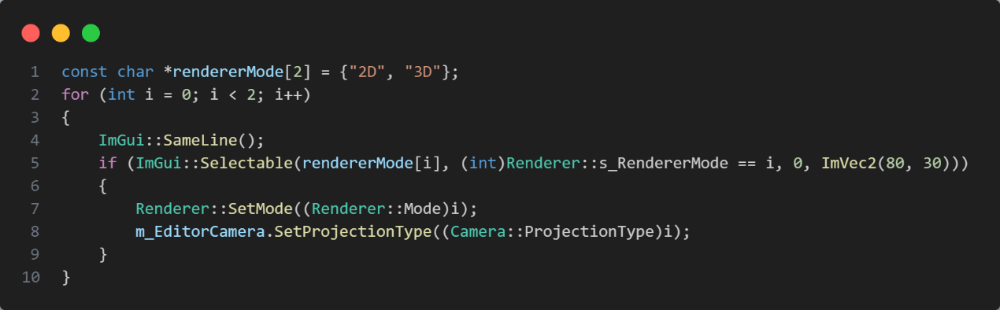 1 const char *rendererMode[2] = {"2D", "3D"};
2 for (int i = 0; i < 2; i++)
3 {
4     ImGui::SameLine();
5     if (ImGui::Selectable(rendererMode[i], (int)Renderer::s_RendererMode == i, 0, ImVec2(80, 30)))
6     {
7         Renderer::SetMode((Renderer::Mode)i);
8         m_EditorCamera.SetProjectionType((Camera::ProjectionType)i);
9     }
10 }